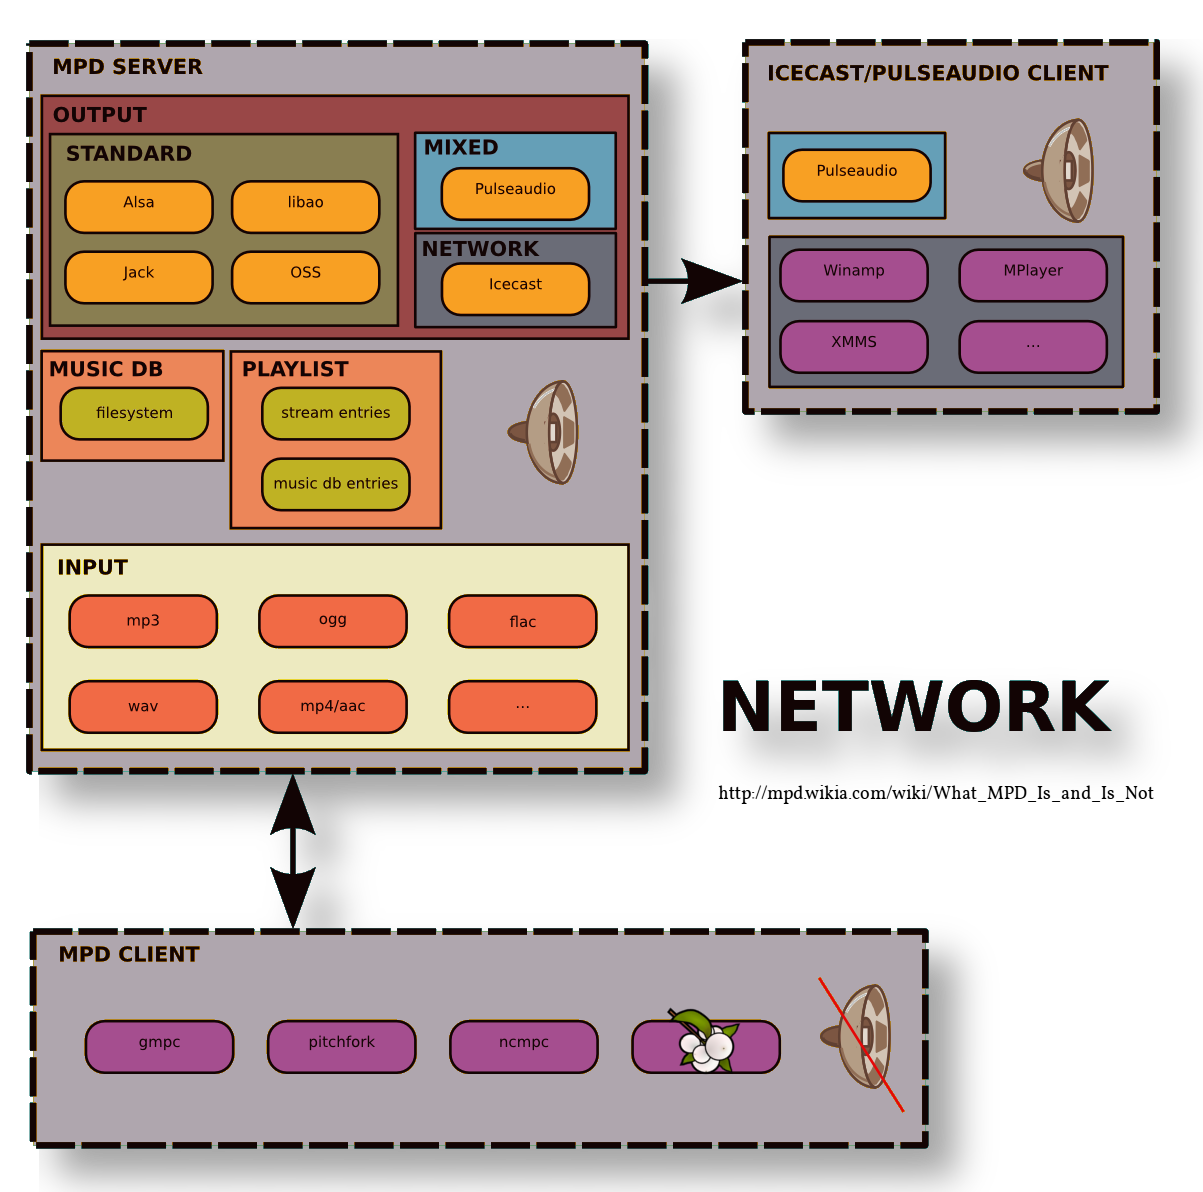 MPD SERVER
OUTPUT
STANDARD
Alsa
libao
Jack
OSS
MIXED
Pulseaudio
NETWORK
Icecast
MUSIC DB
filesystem
PLAYLIST
stream entries
music db entries
INPUT
mp3
ogg
flac
wav
mp4/aac
...
ICECAST/PULSEAUDIO CLIENT
Pulseaudio
Winamp
MPlayer
XMMS
...
NETWORK
http://mpd.wikia.com/wiki/What_MPD_Is_and_Is_Not
MPD CLIENT
gmpc
pitchfork
ncmpc